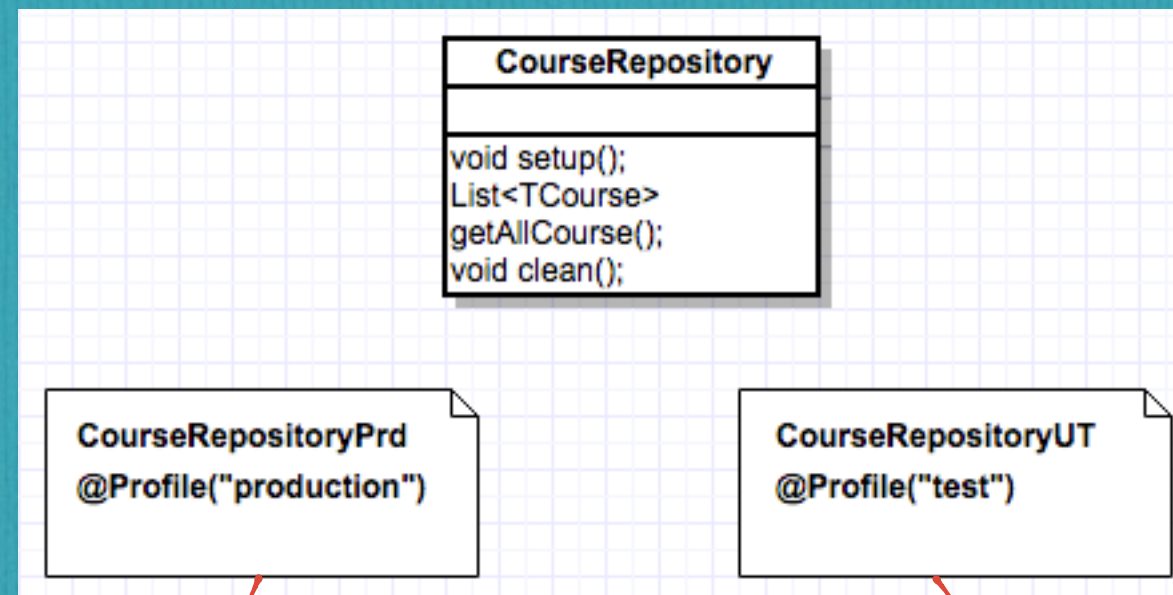 CourseRepository
void setup();
List<TCourse>
getAllCourse();
void clean();
CourseRepositoryPrd
@Profile("production")
CourseRepositoryUT
@Profile("test")